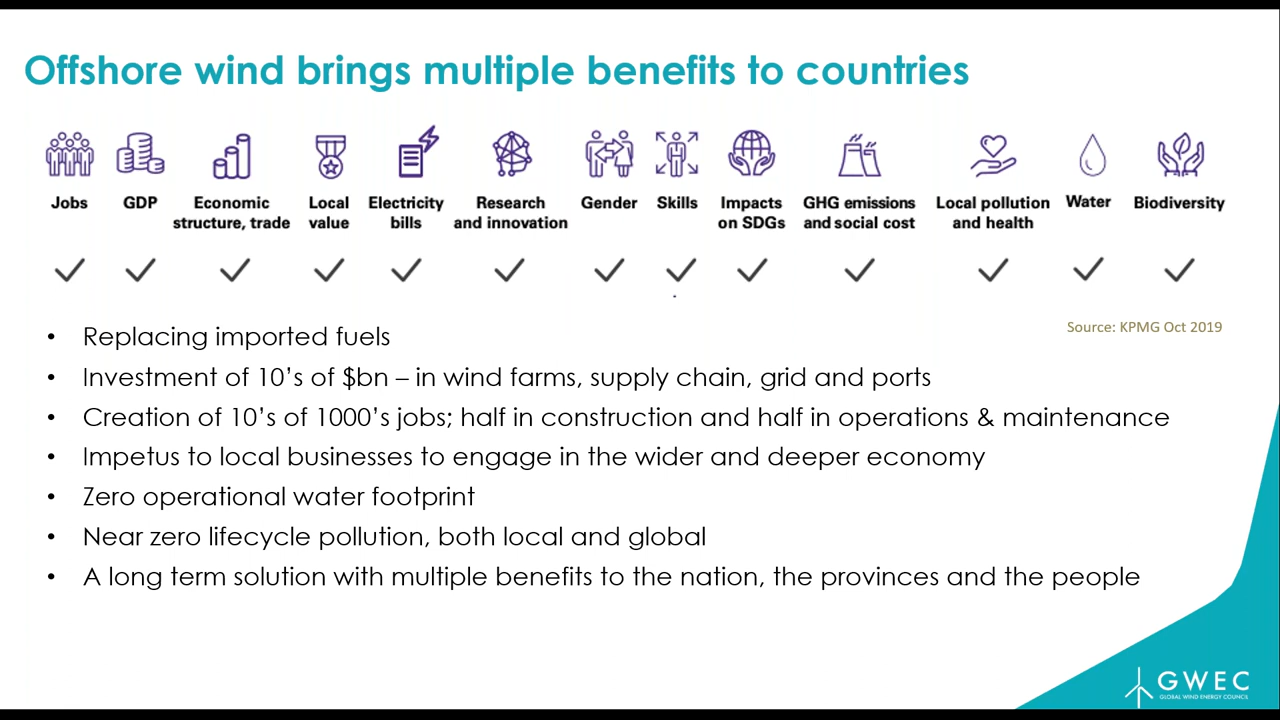 Offshore wind brings multiple benefits to countries
Jobs
GDP
Economic
structure, trade
Local
value
Electricity
bills
Research
and innovation
Gender
Skills
Impacts
on SDGs
GHG emissions
and social cost
Local pollution
and health
Water
Biodiversity
Source: KPMG Oct 2019
• Replacing imported fuels
• Investment of 10’s of $bn – in wind farms, supply chain, grid and ports
• Creation of 10’s of 1000’s jobs; half in construction and half in operations & maintenance
• Impetus to local businesses to engage in the wider and deeper economy
• Zero operational water footprint
• Near zero lifecycle pollution, both local and global
• A long term solution with multiple benefits to the nation, the provinces and the people
GWEC
GLOBAL WIND ENERGY COUNCIL